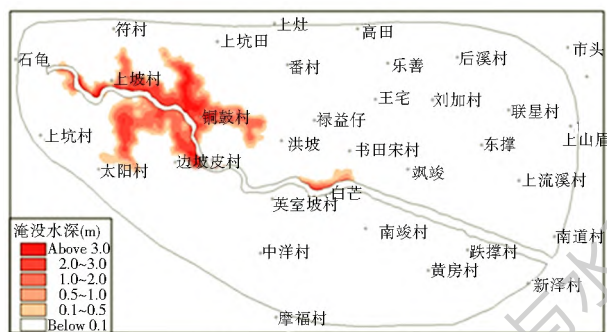 符村
上灶
高田
上坑田
市头
石龟
番村
乐善
后溪村
上坡村
王宅
刘加村
铜鼓村
禄益仔
联星村
上坑村
洪坡
书田宋村
东撑
上山眉
太阳村
边坡皮村
飒竣
上流溪村
白芒
英室坡村
南竣村
南道村
淹没水深(m)
Above 3.0
2.0~3.0
1.0~2.0
0.5~1.0
0.1~0.5
Below 0.1
中洋村
跌撑村
黄房村
新泽村
摩福村
与水